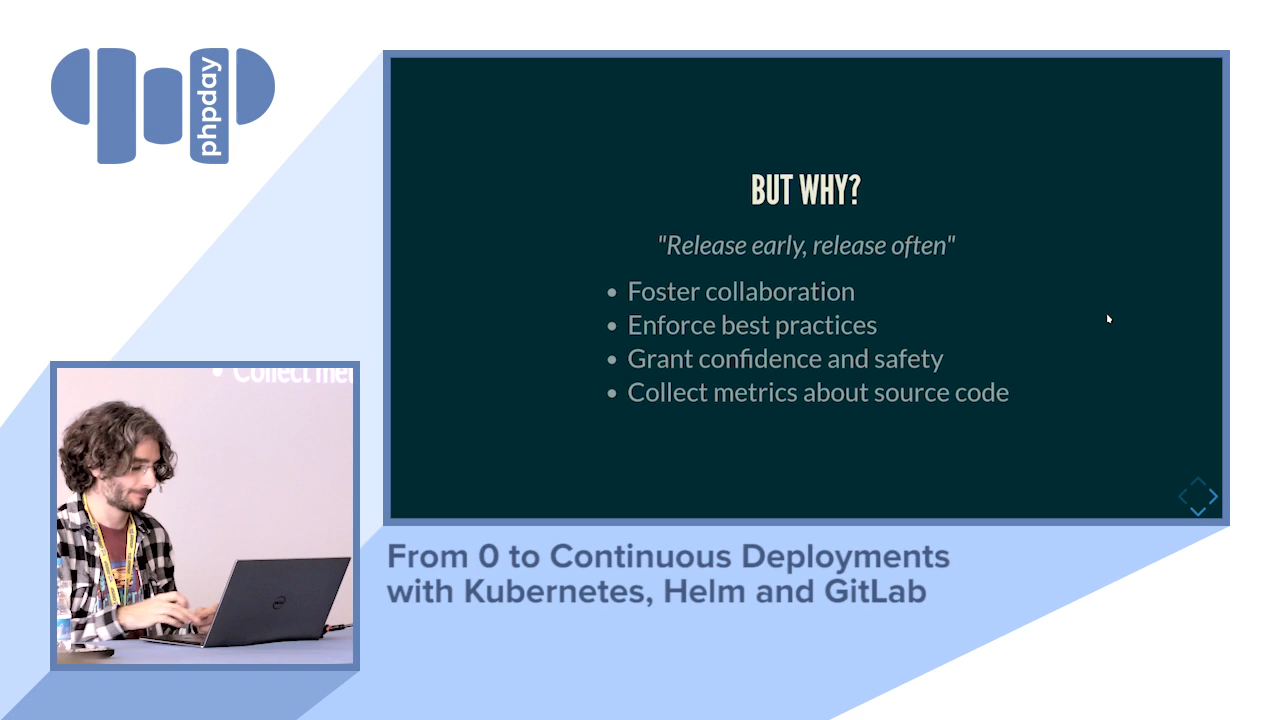 phpday
BUT WHY?
"Release early, release often"
• Foster collaboration
• Enforce best practices
• Grant confidence and safety
• Collect metrics about source code
• Collect
From 0 to Continuous Deployments
with Kubernetes, Helm and GitLab